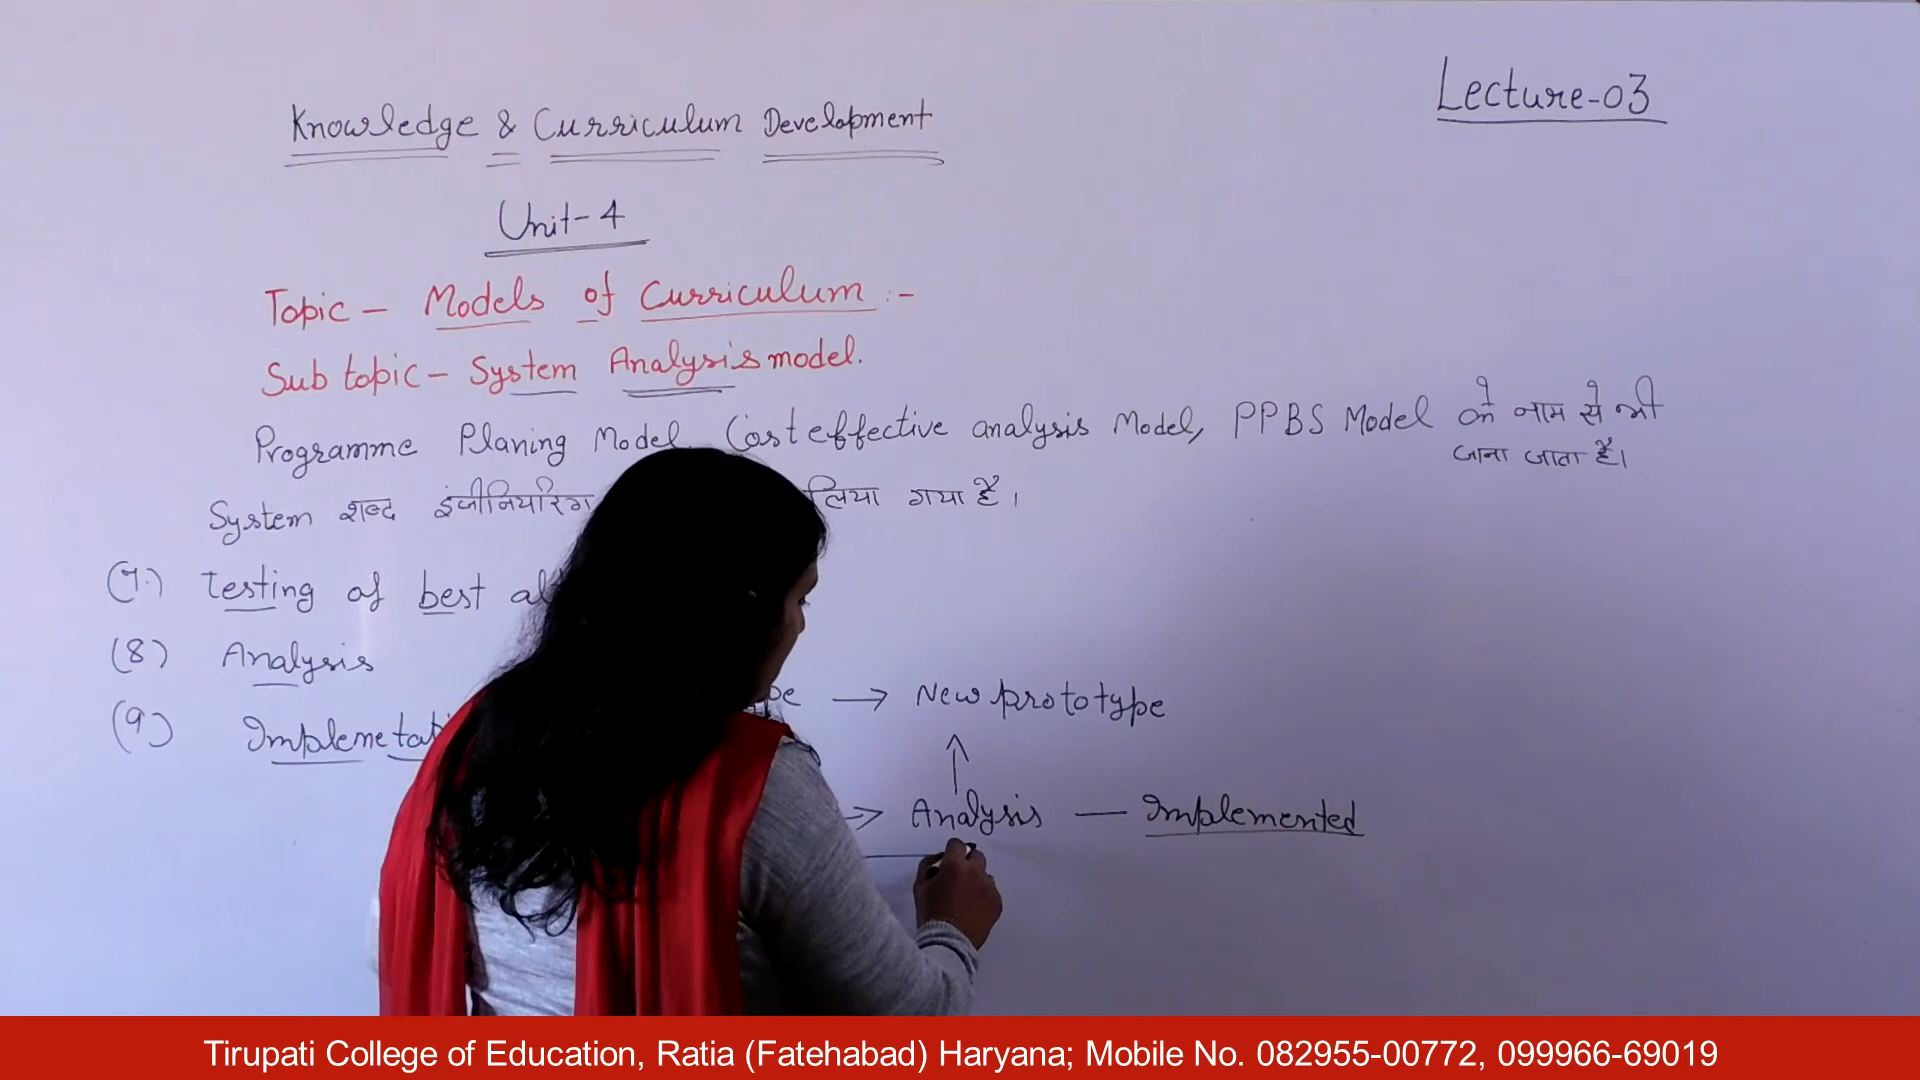 Lecture-03
Knowledge & Curriculum Development
Unit-4
Topic - Models of Curriculum :-
Sub topic - System Analysis model.
Programme Planing Model, Cost effective analysis Model, PPBS Model के नाम से भी
जाना जाता है।
System शब्द इंजीनियरिंग लिया गया है।
(7.) testing of best
(8) Analysis
(9) Implemetati
→ New prototype
↑
→ Analysis — Implemented
Tirupati College of Education, Ratia (Fatehabad) Haryana; Mobile No. 082955-00772, 099966-69019